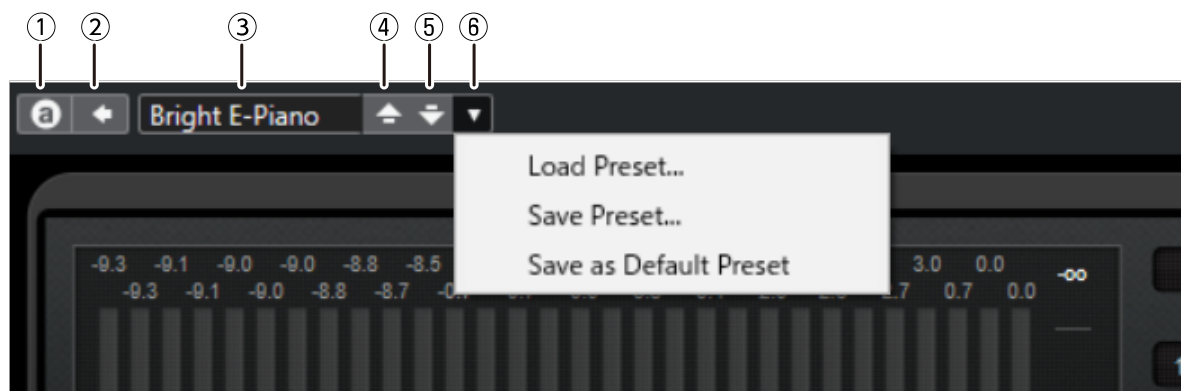 ① ② ③ ④ ⑤ ⑥
a Bright E-Piano
Load Preset...
Save Preset...
Save as Default Preset
-9.3 -9.1 -9.0 -9.0 -8.8 -8.5 3.0 0.0 -∞
-9.3 -9.1 -9.0 -8.8 -8.7 0.7 0.0